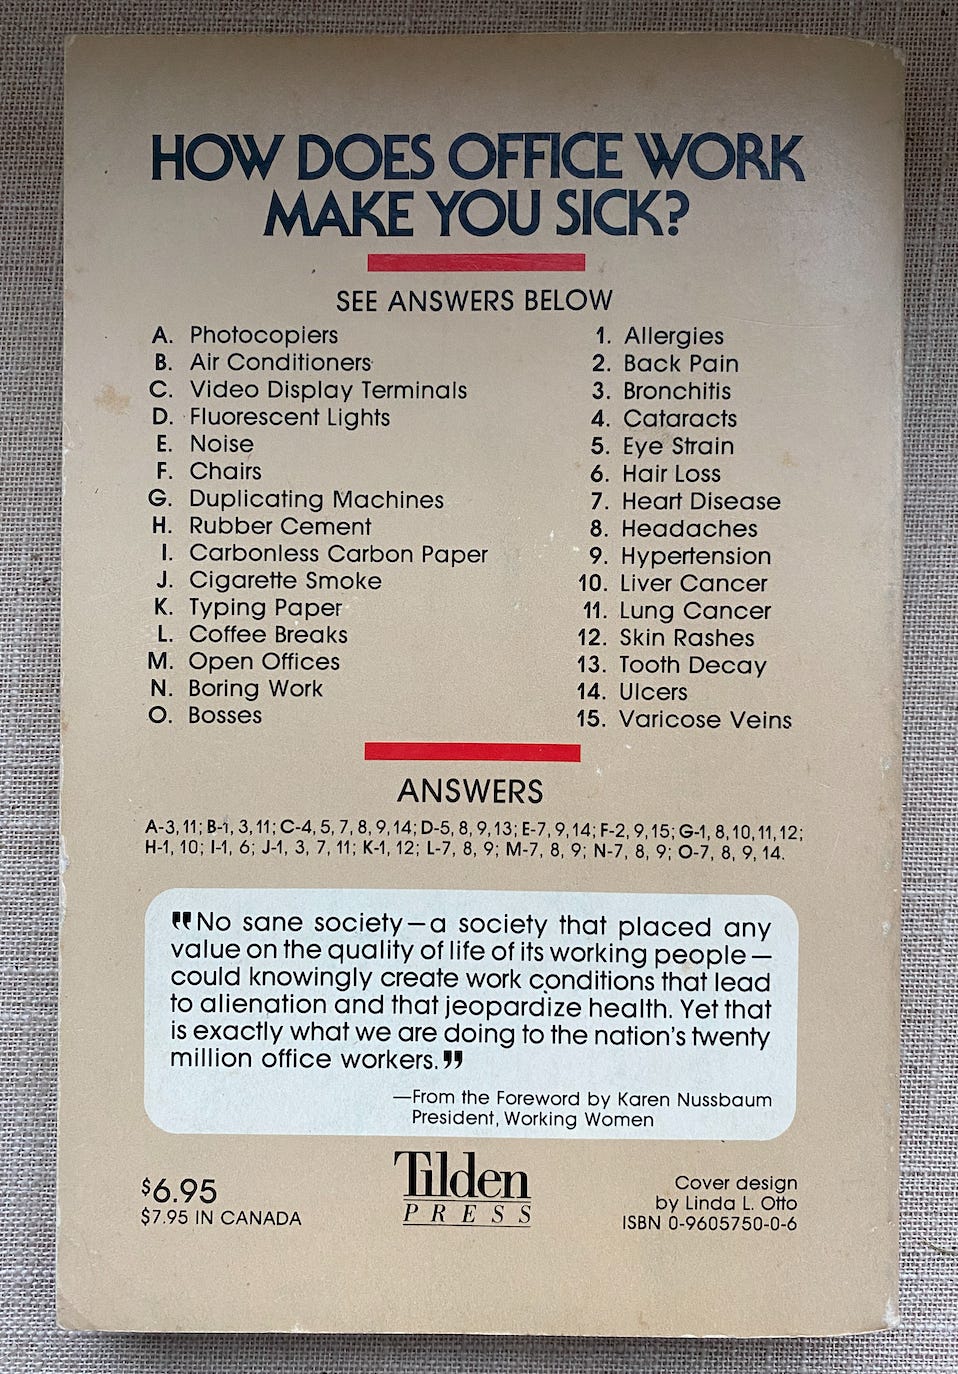 HOW DOES OFFICE WORK
MAKE YOU SICK?
SEE ANSWERS BELOW
A. Photocopiers
B. Air Conditioners
C. Video Display Terminals
D. Fluorescent Lights
E. Noise
F. Chairs
G. Duplicating Machines
H. Rubber Cement
I. Carbonless Carbon Paper
J. Cigarette Smoke
K. Typing Paper
L. Coffee Breaks
M. Open Offices
N. Boring Work
O. Bosses
1. Allergies
2. Back Pain
3. Bronchitis
4. Cataracts
5. Eye Strain
6. Hair Loss
7. Heart Disease
8. Headaches
9. Hypertension
10. Liver Cancer
11. Lung Cancer
12. Skin Rashes
13. Tooth Decay
14. Ulcers
15. Varicose Veins
ANSWERS
A-3, 11; B-1, 3, 11; C-4, 5, 7, 8, 9, 14; D-5, 8, 9, 13; E-7, 9, 14; F-2, 9, 15; G-1, 8, 10, 11, 12;
H-1, 10; I-1, 6; J-1, 3, 7, 11; K-1, 12; L-7, 8, 9; M-7, 8, 9; N-7, 8, 9; O-7, 8, 9, 14.
"No sane society—a society that placed any
value on the quality of life of its working people—
could knowingly create work conditions that lead
to alienation and that jeopardize health. Yet that
is exactly what we are doing to the nation's twenty
million office workers."
—From the Foreword by Karen Nussbaum
President, Working Women
$6.95
$7.95 IN CANADA
Tilden
PRESS
Cover design
by Linda L. Otto
ISBN 0-9605750-0-6